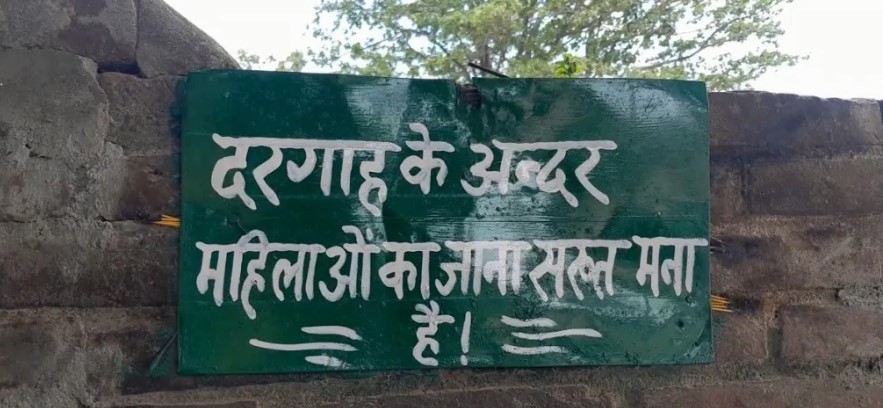 दरगाह के अन्दर
महिलाओं का जाना सख्त मना
है!